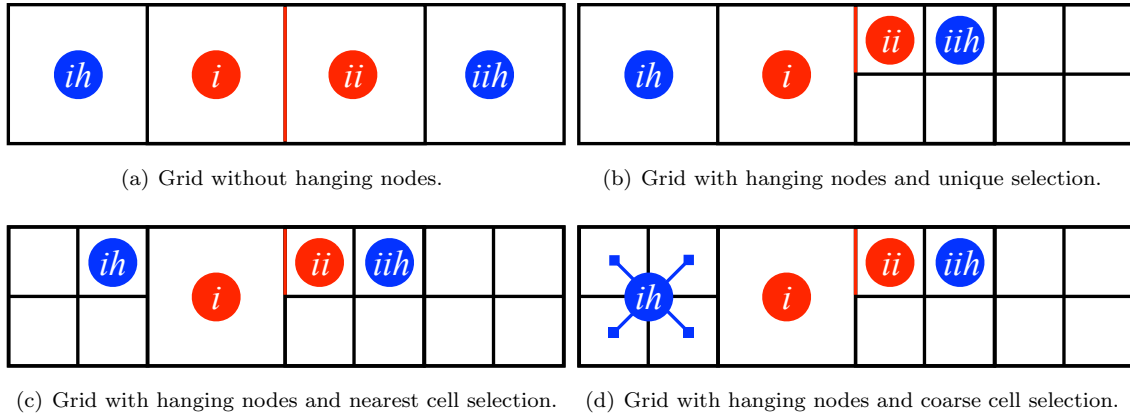 ih i ii iih
ih i ii iih
(a) Grid without hanging nodes.
(b) Grid with hanging nodes and unique selection.
ih i ii iih
ih i ii iih
(c) Grid with hanging nodes and nearest cell selection.
(d) Grid with hanging nodes and coarse cell selection.